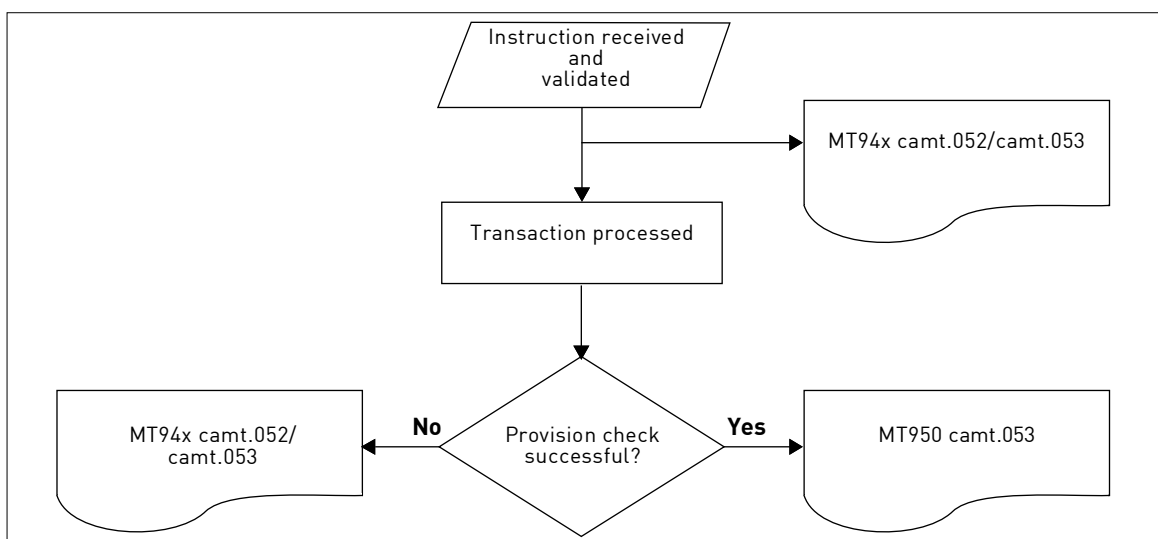 Instruction received
and
validated
MT94x camt.052/camt.053
Transaction processed
MT94x camt.052/
camt.053
No
Provision check
successful?
Yes
MT950 camt.053